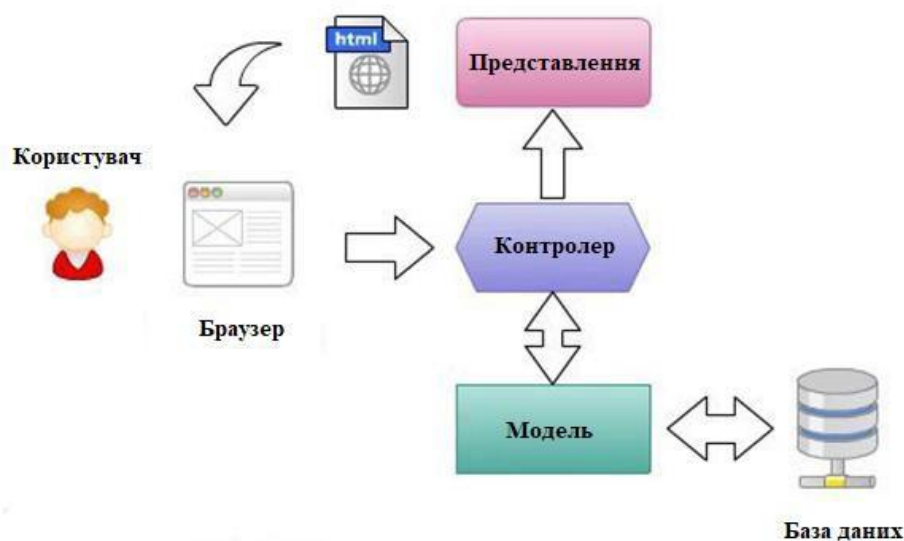 html
Представлення
Користувач
Контролер
Браузер
Модель
База даних